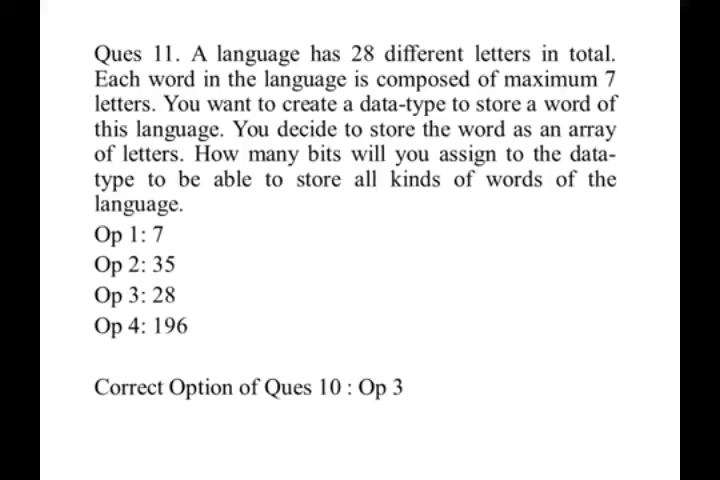 Ques 11. A language has 28 different letters in total.
Each word in the language is composed of maximum 7
letters. You want to create a data-type to store a word of
this language. You decide to store the word as an array
of letters. How many bits will you assign to the data-
type to be able to store all kinds of words of the
language.
Op 1: 7
Op 2: 35
Op 3: 28
Op 4: 196
Correct Option of Ques 10 : Op 3